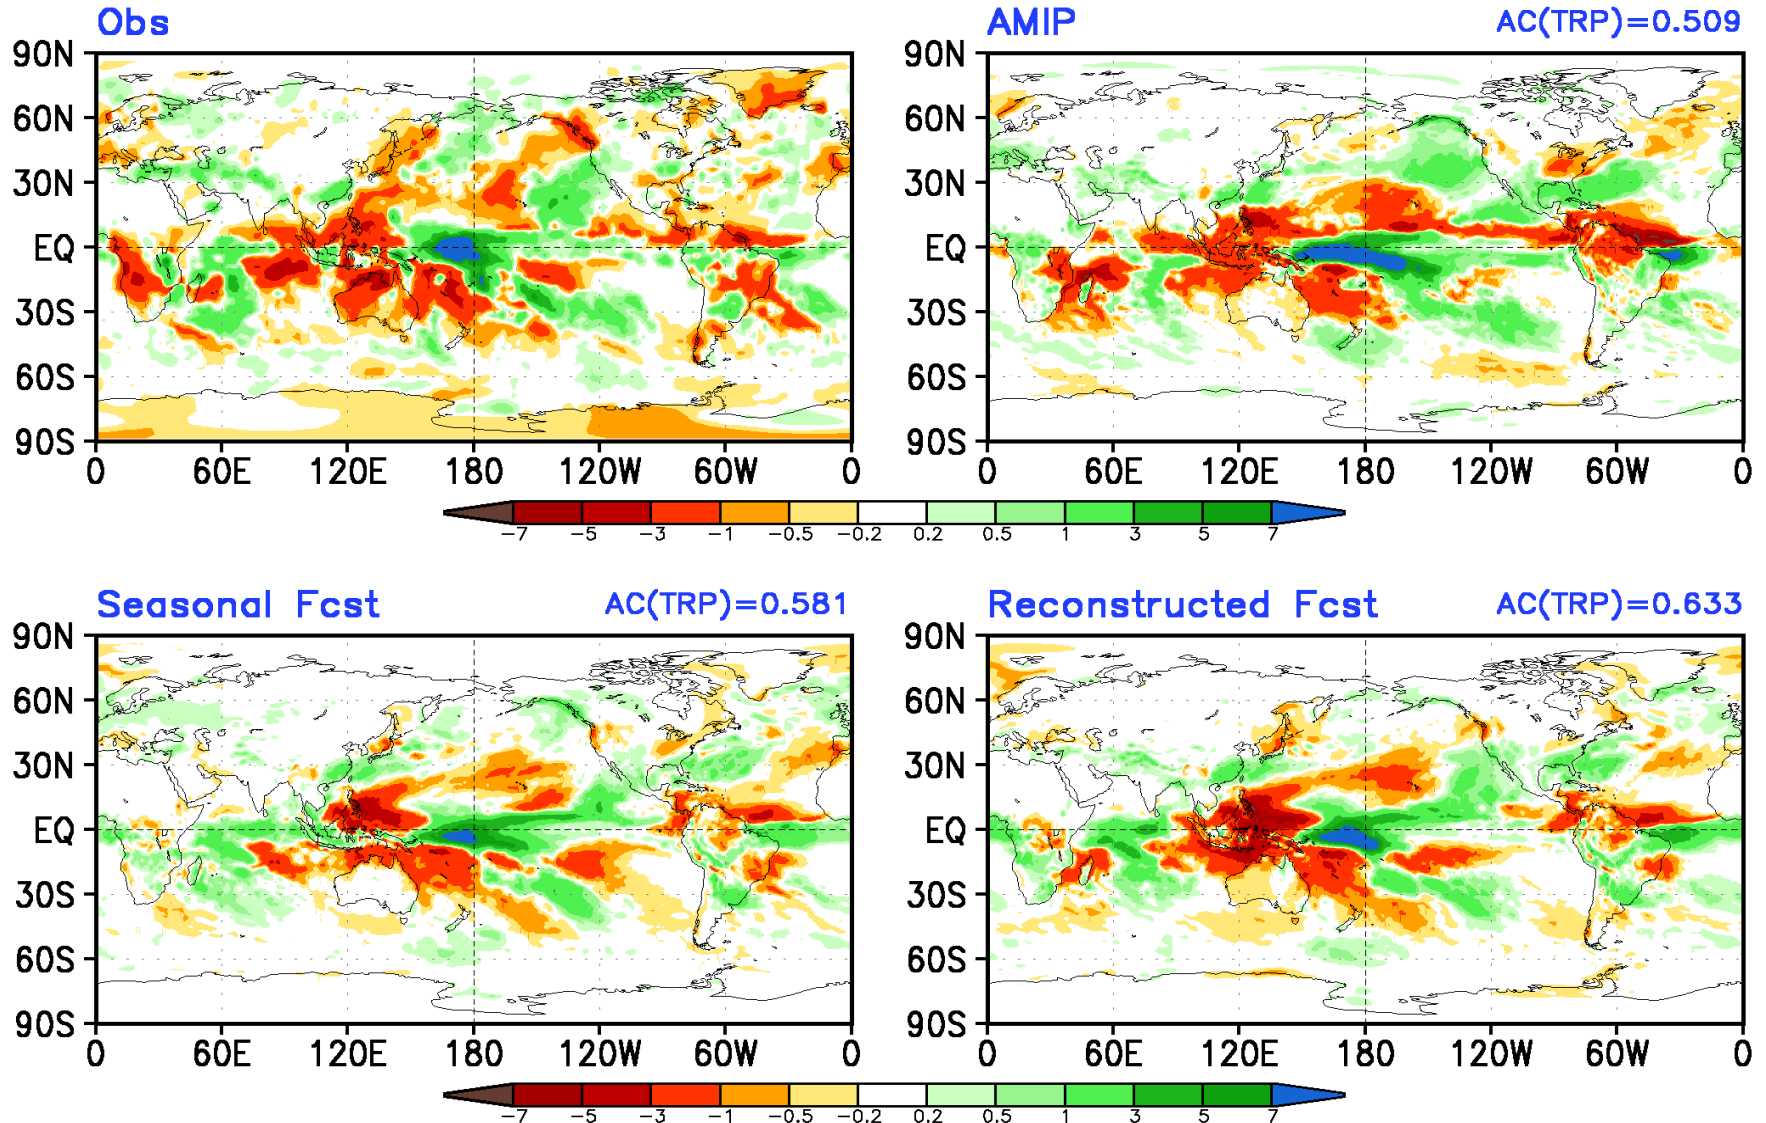 Obs
90N
60N
30N
EQ
30S
60S
90S
0 60E 120E 180 120W 60W 0
AMIP AC(TRP)=0.509
90N
60N
30N
EQ
30S
60S
90S
0 60E 120E 180 120W 60W 0
-7 -5 -3 -1 -0.5 -0.2 0.2 0.5 1 3 5 7
Seasonal Fcst AC(TRP)=0.581
90N
60N
30N
EQ
30S
60S
90S
0 60E 120E 180 120W 60W 0
Reconstructed Fcst AC(TRP)=0.633
90N
60N
30N
EQ
30S
60S
90S
0 60E 120E 180 120W 60W 0
-7 -5 -3 -1 -0.5 -0.2 0.2 0.5 1 3 5 7